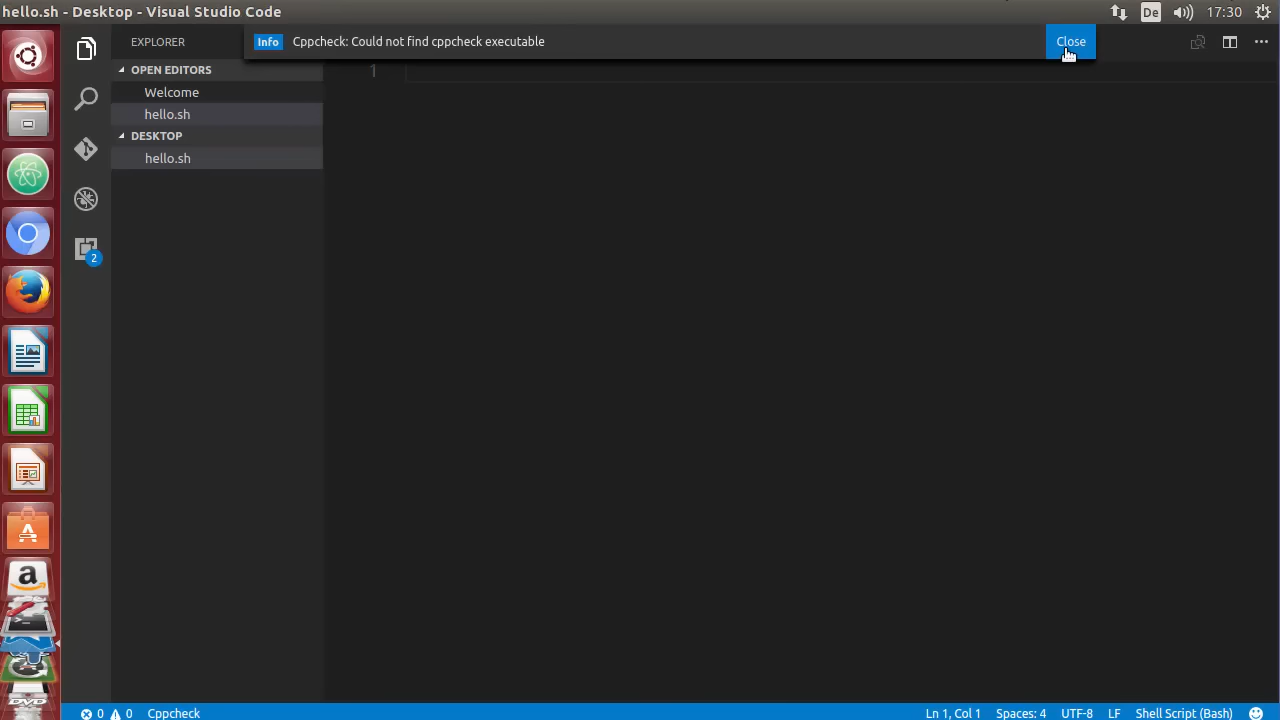 hello.sh - Desktop - Visual Studio Code
De
17:30
EXPLORER
Info
Cppcheck: Could not find cppcheck executable
Close
OPEN EDITORS
Welcome
hello.sh
DESKTOP
hello.sh
1
2
0
0
Cppcheck
Ln 1, Col 1
Spaces: 4
UTF-8
LF
Shell Script (Bash)